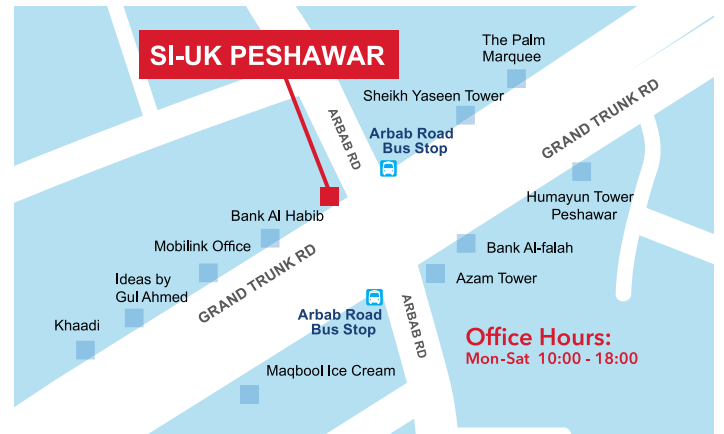 SI-UK PESHAWAR
The Palm
Marquee
Sheikh Yaseen Tower
GRAND TRUNK RD
ARBAB RD
Arbab Road
Bus Stop
Humayun Tower
Peshawar
Bank Al Habib
Mobilink Office
Bank Al-falah
Azam Tower
Ideas by
Gul Ahmed
GRAND TRUNK RD
Khaadi
Arbab Road
Bus Stop
ARBAB RD
Office Hours:
Mon-Sat 10:00 - 18:00
Maqbool Ice Cream